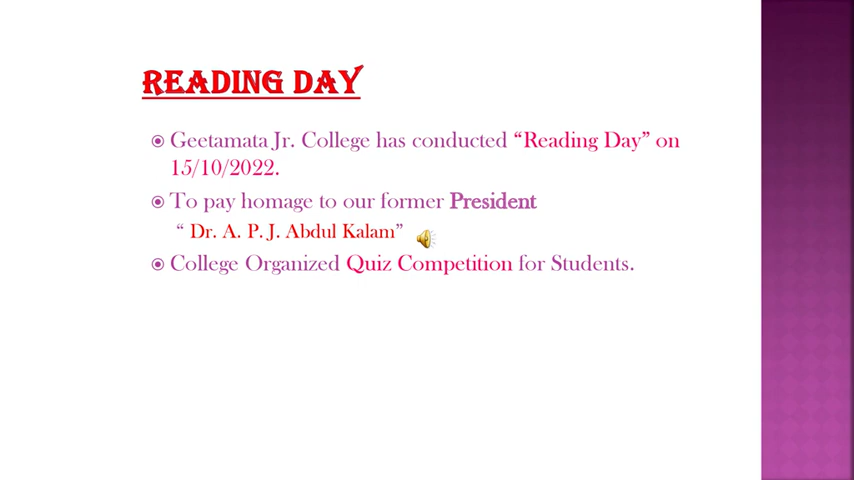 READING DAY
Geetamata Jr. College has conducted “Reading Day” on
15/10/2022.
To pay homage to our former President
“ Dr. A. P. J. Abdul Kalam”
College Organized Quiz Competition for Students.